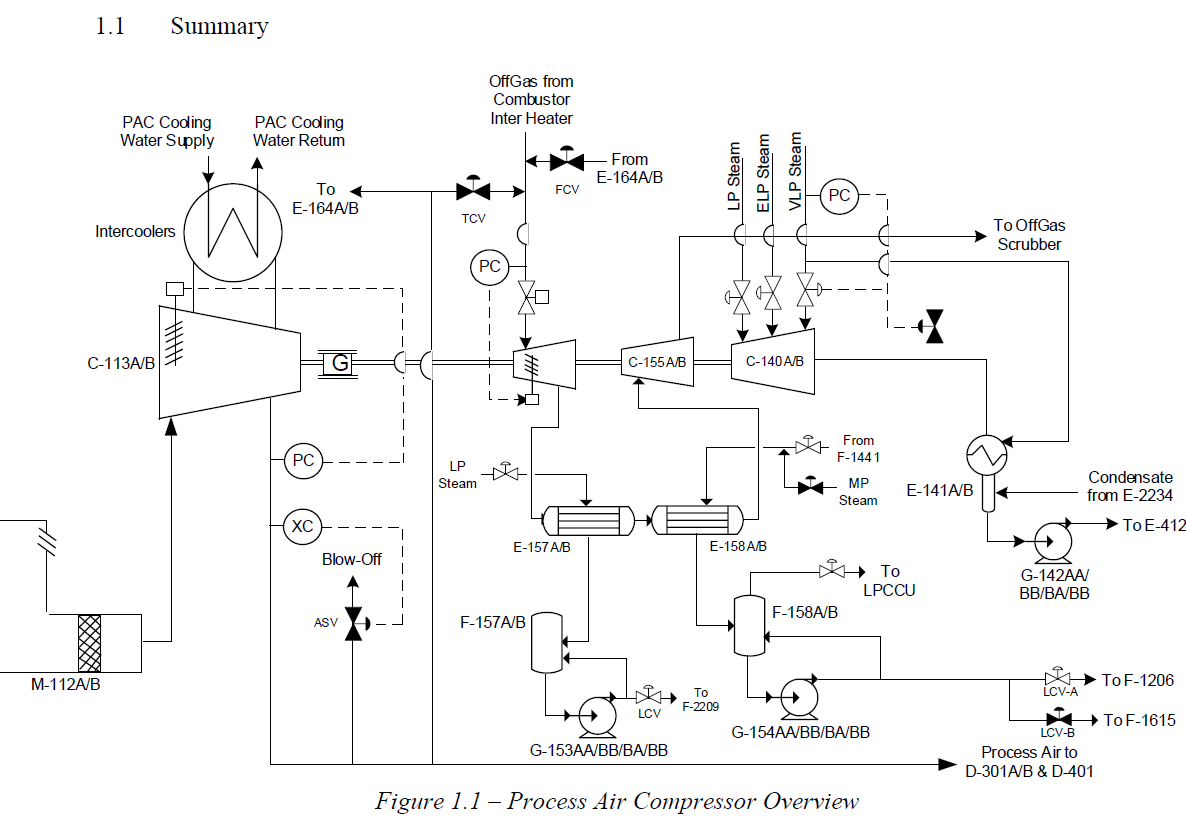 1.1 Summary
OffGas from
Combustor
Inter Heater
PAC Cooling
Water Supply
PAC Cooling
Water Return
From
E-164A/B
FCV
To
E-164A/B
TCV
LP Steam
ELP Steam
VLP Steam
PC
Intercoolers
To OffGas
Scrubber
PC
C-113A/B
G
C-155A/B
C-140A/B
PC
LP
Steam
From
F-1441
MP
Steam
E-141A/B
Condensate
from E-2234
XC
To E-412
E-157A/B
E-158A/B
Blow-Off
G-142AA/
BB/BA/BB
To
LPCCU
ASV
F-157A/B
F-158A/B
M-112A/B
To
F-2209
LCV
LCV-A
To F-1206
To F-1615
LCV-B
G-153AA/BB/BA/BB
G-154AA/BB/BA/BB
Process Air to
D-301A/B & D-401
Figure 1.1 – Process Air Compressor Overview